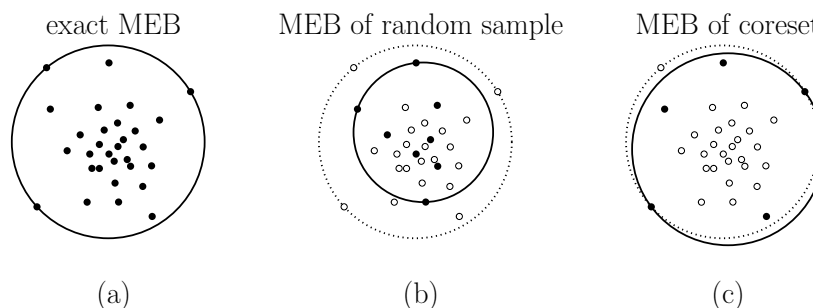 exact MEB
MEB of random sample
MEB of coreset
(a)
(b)
(c)